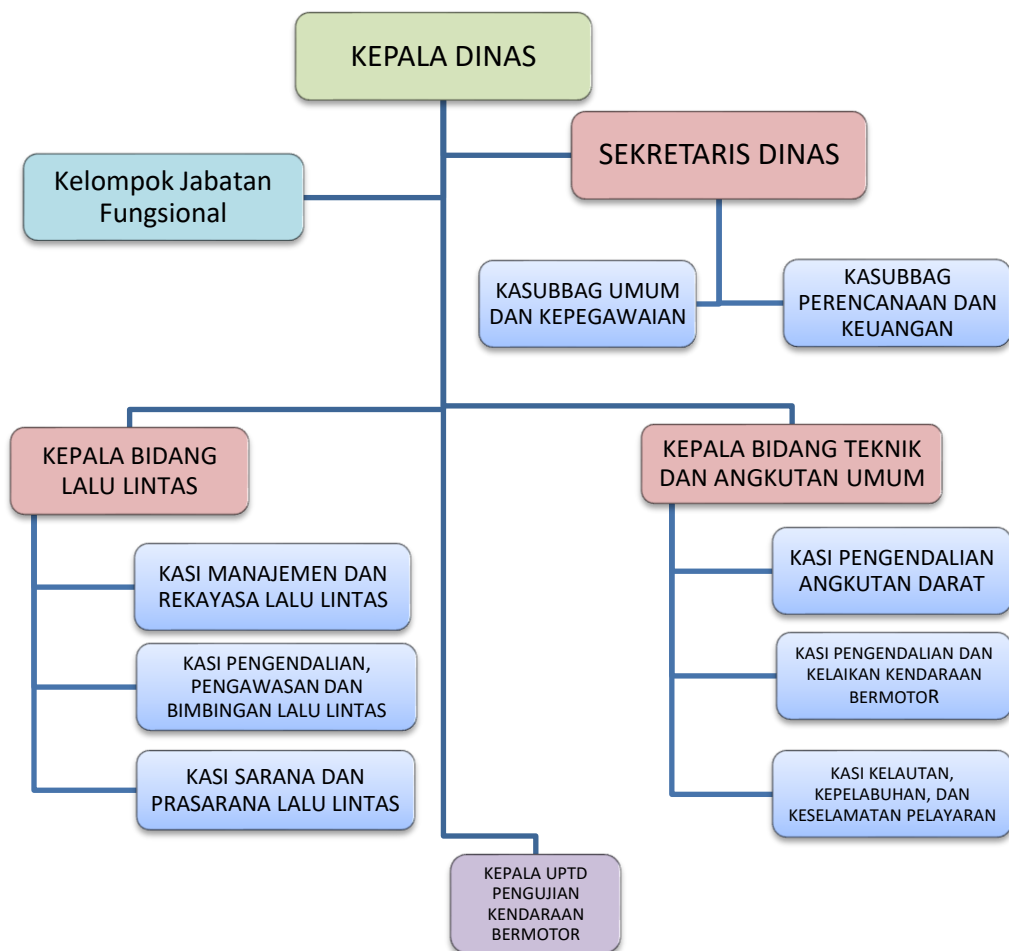 KEPALA DINAS
SEKRETARIS DINAS
Kelompok Jabatan
Fungsional
KASUBBAG UMUM
DAN KEPEGAWAIAN
KASUBBAG
PERENCANAAN DAN
KEUANGAN
KEPALA BIDANG
LALU LINTAS
KASI MANAJEMEN DAN
REKAYASA LALU LINTAS
KASI PENGENDALIAN,
PENGAWASAN DAN
BIMBINGAN LALU LINTAS
KASI SARANA DAN
PRASARANA LALU LINTAS
KEPALA BIDANG TEKNIK
DAN ANGKUTAN UMUM
KASI PENGENDALIAN
ANGKUTAN DARAT
KASI PENGENDALIAN DAN
KELAIKAN KENDARAAN
BERMOTOR
KASI KELAUTAN,
KEPELABUHAN, DAN
KESELAMATAN PELAYARAN
KEPALA UPTD
PENGUJIAN
KENDARAAN
BERMOTOR